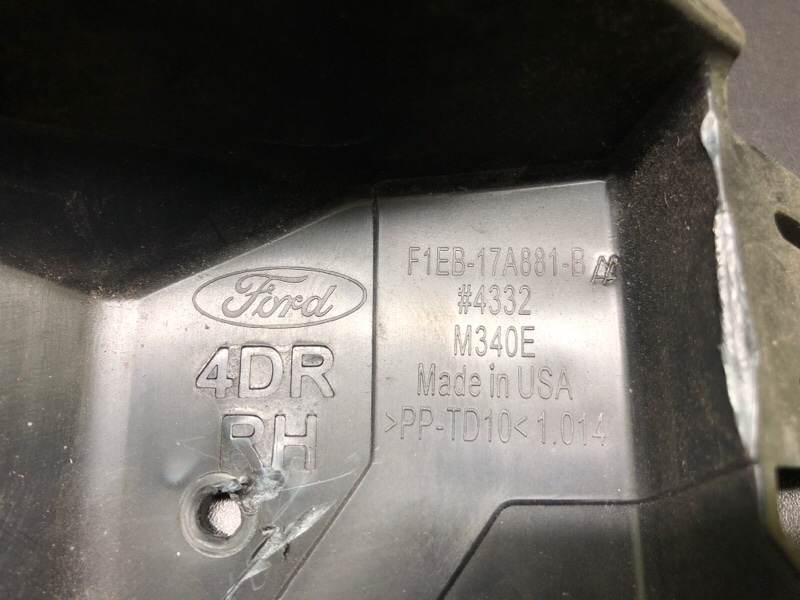 Ford
4DR
RH
F1EB-17A881-B
#4332
M340E
Made in USA
>PP-TD10< 1.014